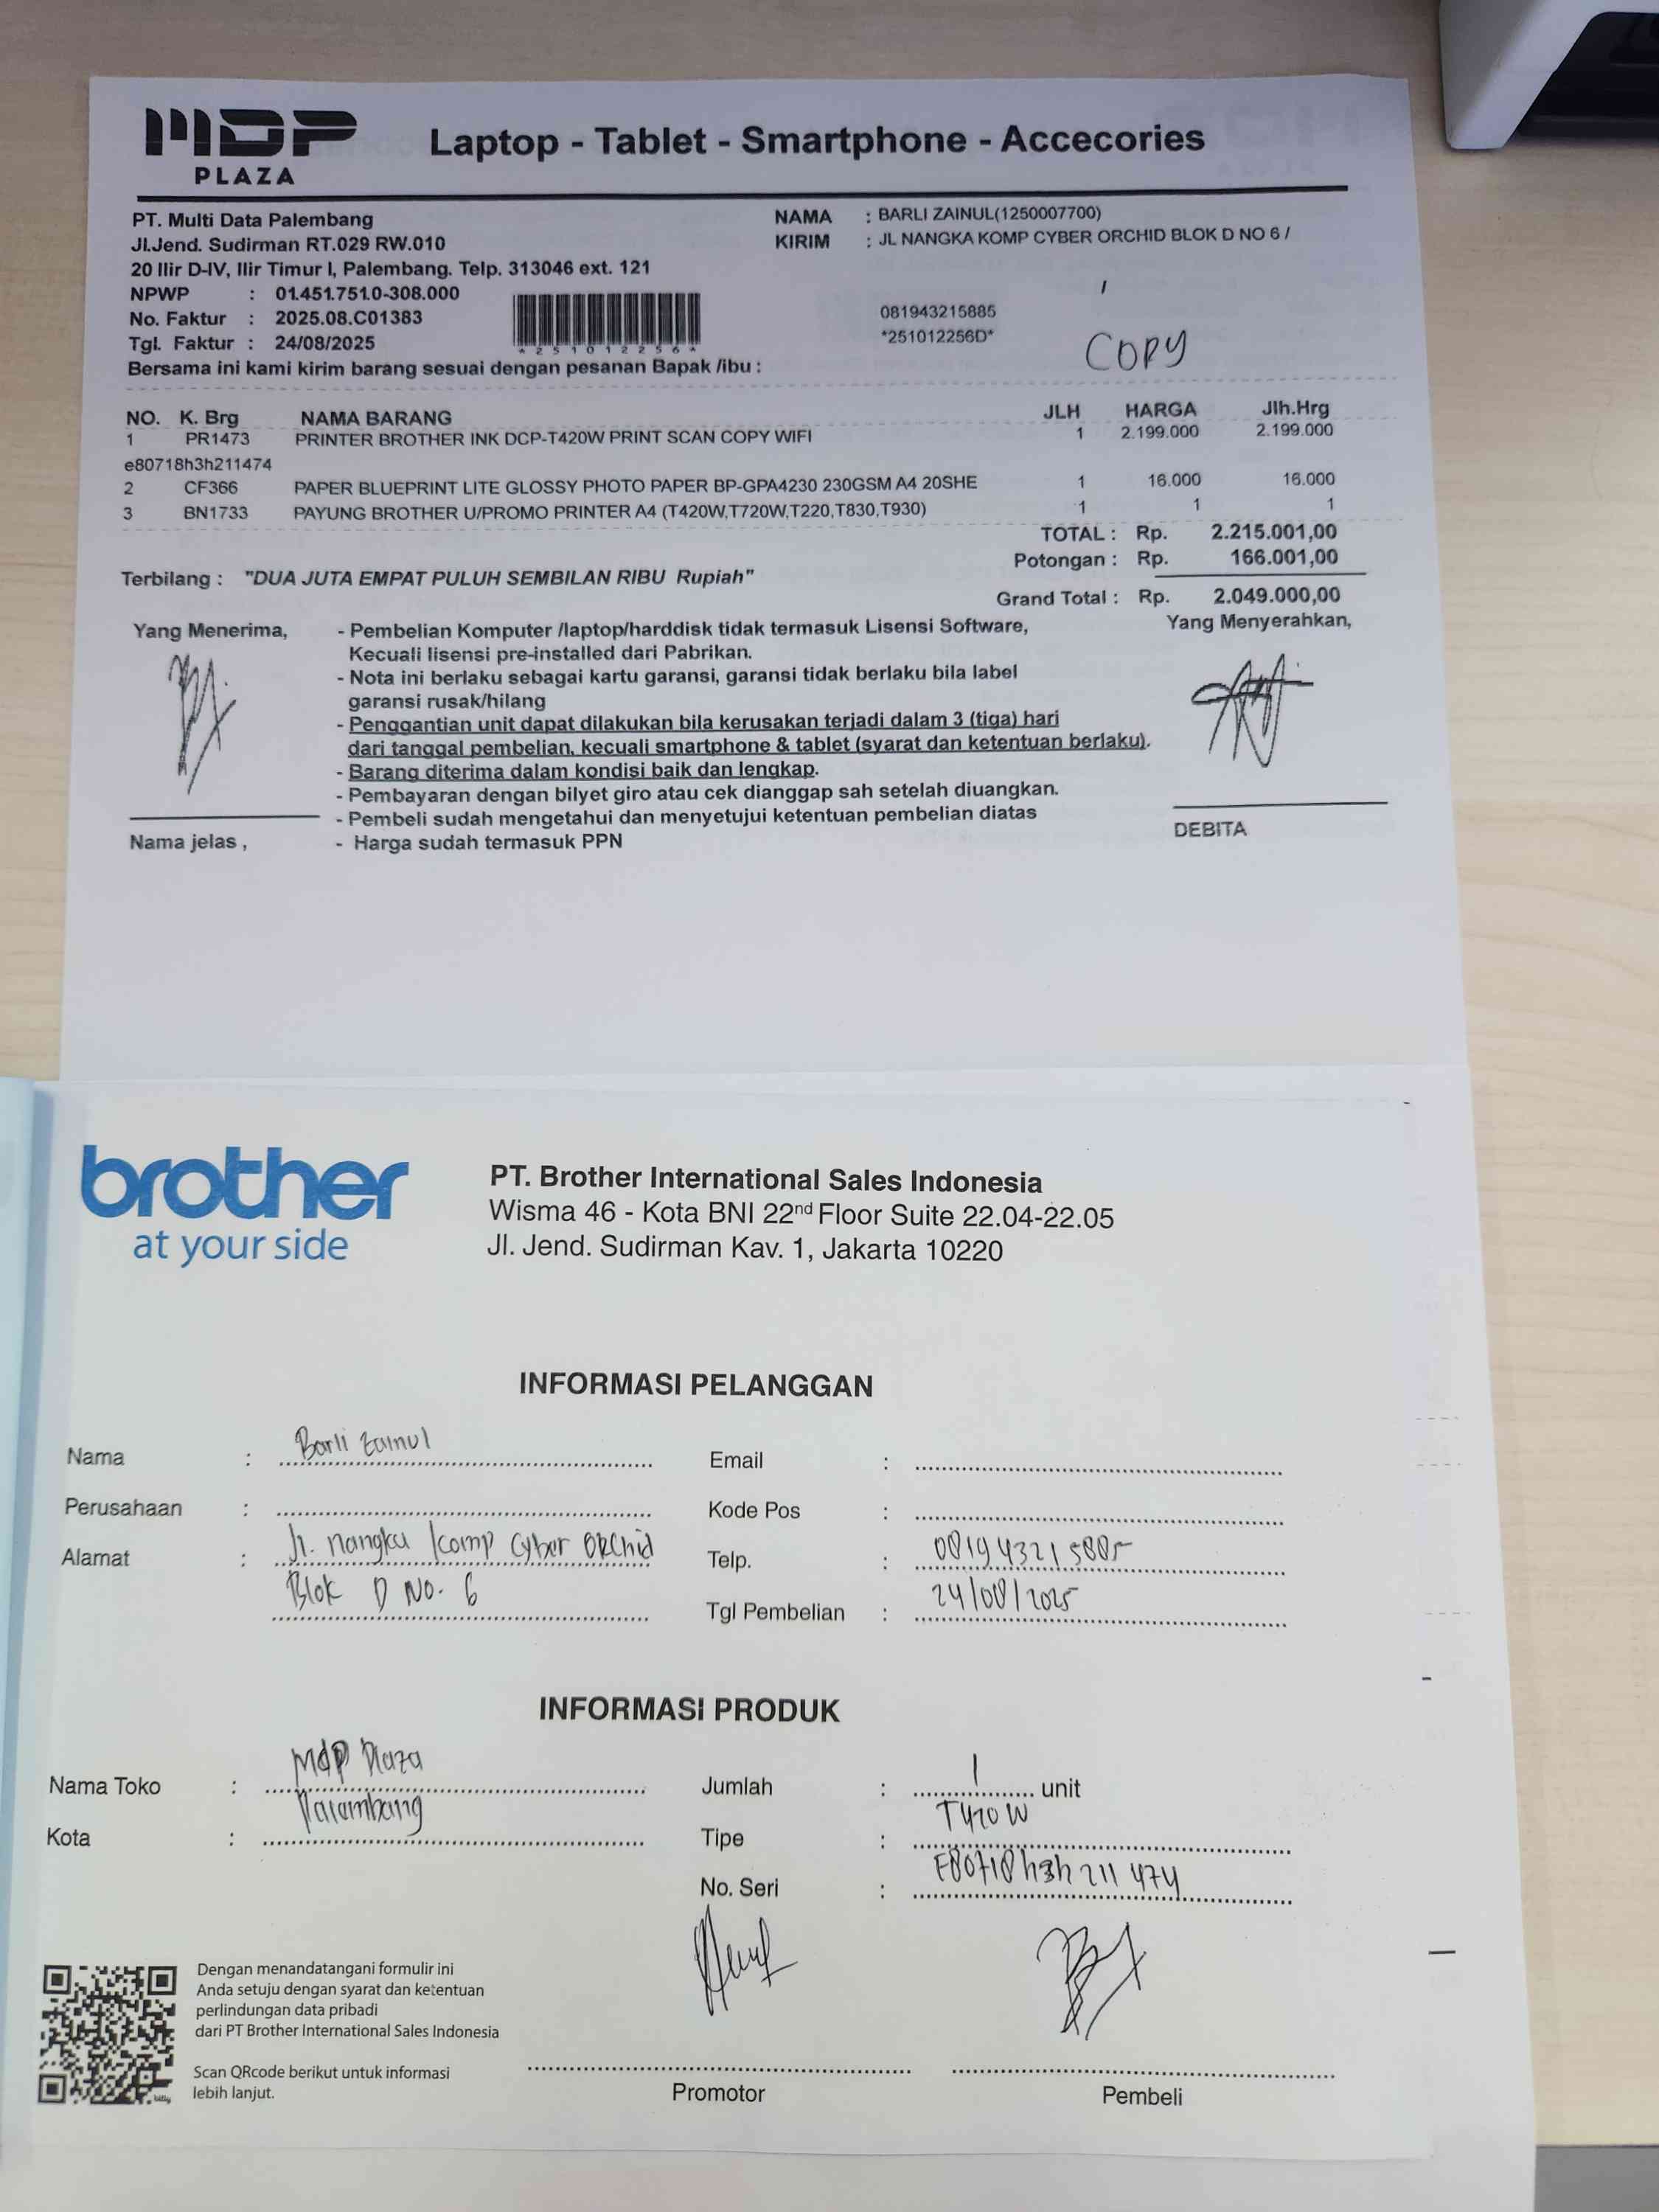 MDP
PLAZA
Laptop - Tablet - Smartphone - Accecories
PT. Multi Data Palembang
Jl.Jend. Sudirman RT.029 RW.010
20 Ilir D-IV, Ilir Timur I, Palembang. Telp. 313046 ext. 121
NPWP : 01.451.751.0-308.000
No. Faktur : 2025.08.C01383
Tgl. Faktur : 24/08/2025
*251012256*
NAMA : BARLI ZAINUL(1250007700)
KIRIM : JL NANGKA KOMP CYBER ORCHID BLOK D NO 6 /
/
081943215885
*251012256D*
COPY
Bersama ini kami kirim barang sesuai dengan pesanan Bapak /ibu :
NO. K. Brg NAMA BARANG JLH HARGA Jlh.Hrg
1 PR1473 PRINTER BROTHER INK DCP-T420W PRINT SCAN COPY WIFI 1 2.199.000 2.199.000
e80718h3h211474
2 CF366 PAPER BLUEPRINT LITE GLOSSY PHOTO PAPER BP-GPA4230 230GSM A4 20SHE 1 16.000 16.000
3 BN1733 PAYUNG BROTHER U/PROMO PRINTER A4 (T420W,T720W,T220,T830,T930) 1 1 1
TOTAL : Rp. 2.215.001,00
Potongan : Rp. 166.001,00
Terbilang : "DUA JUTA EMPAT PULUH SEMBILAN RIBU Rupiah"
Grand Total : Rp. 2.049.000,00
Yang Menerima,
- Pembelian Komputer /laptop/harddisk tidak termasuk Lisensi Software,
Kecuali lisensi pre-installed dari Pabrikan.
- Nota ini berlaku sebagai kartu garansi, garansi tidak berlaku bila label
garansi rusak/hilang
- Penggantian unit dapat dilakukan bila kerusakan terjadi dalam 3 (tiga) hari
dari tanggal pembelian, kecuali smartphone & tablet (syarat dan ketentuan berlaku).
- Barang diterima dalam kondisi baik dan lengkap.
- Pembayaran dengan bilyet giro atau cek dianggap sah setelah diuangkan.
- Pembeli sudah mengetahui dan menyetujui ketentuan pembelian diatas
- Harga sudah termasuk PPN
Yang Menyerahkan,
Nama jelas ,
DEBITA
brother
at your side
PT. Brother International Sales Indonesia
Wisma 46 - Kota BNI 22nd Floor Suite 22.04-22.05
Jl. Jend. Sudirman Kav. 1, Jakarta 10220
INFORMASI PELANGGAN
Nama : Barli Zainul
Email :
Perusahaan :
Kode Pos :
Alamat : Jl. nangka komp Cyber ORChid
Blok D No. 6
Telp. : 081943215885
Tgl Pembelian : 24/08/2025
INFORMASI PRODUK
Nama Toko : MdP Plaza
Kota : Palembang
Jumlah : 1 unit
Tipe : T420W
No. Seri : E80718h3h211474
Dengan menandatangani formulir ini
Anda setuju dengan syarat dan ketentuan
perlindungan data pribadi
dari PT Brother International Sales Indonesia
Scan QRcode berikut untuk informasi
lebih lanjut.
Promotor
Pembeli